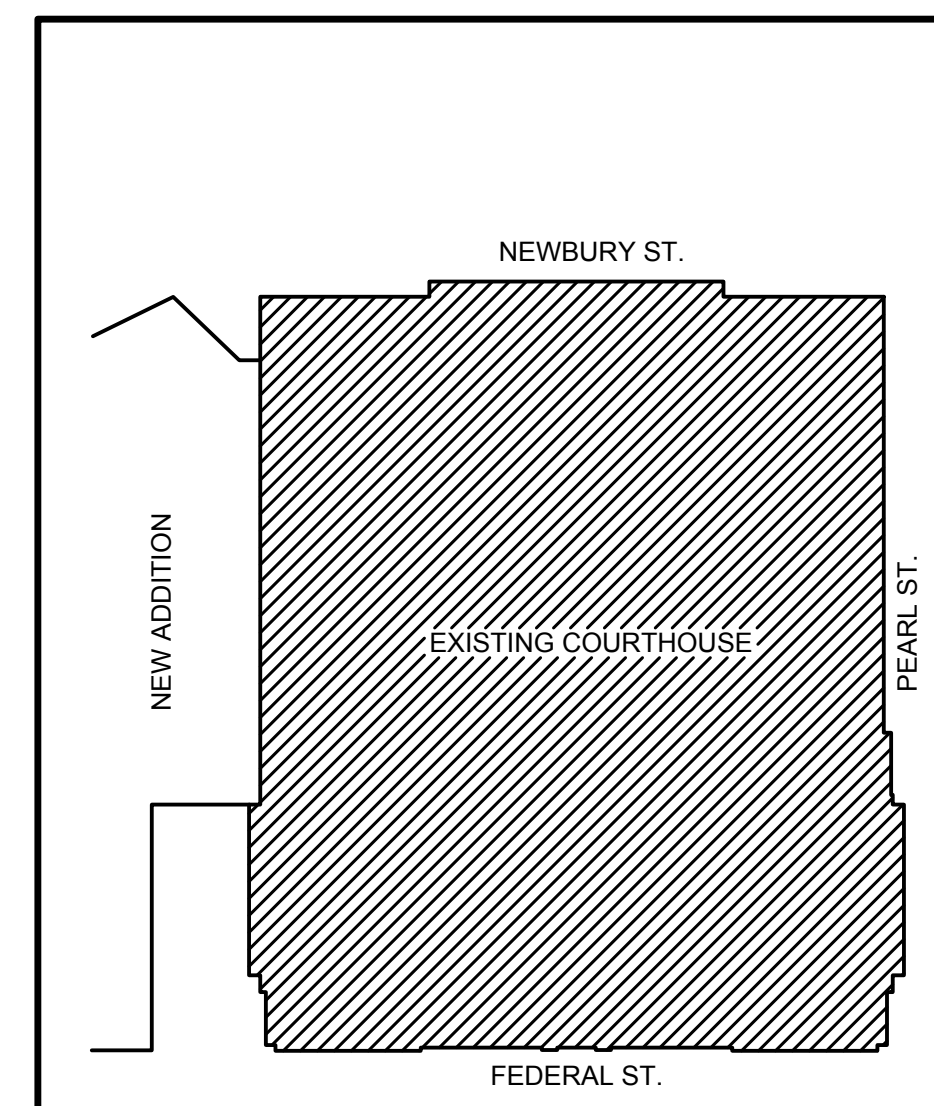 NEWBURY ST.
NEW ADDITION
EXISTING COURTHOUSE
PEARL ST.
FEDERAL ST.